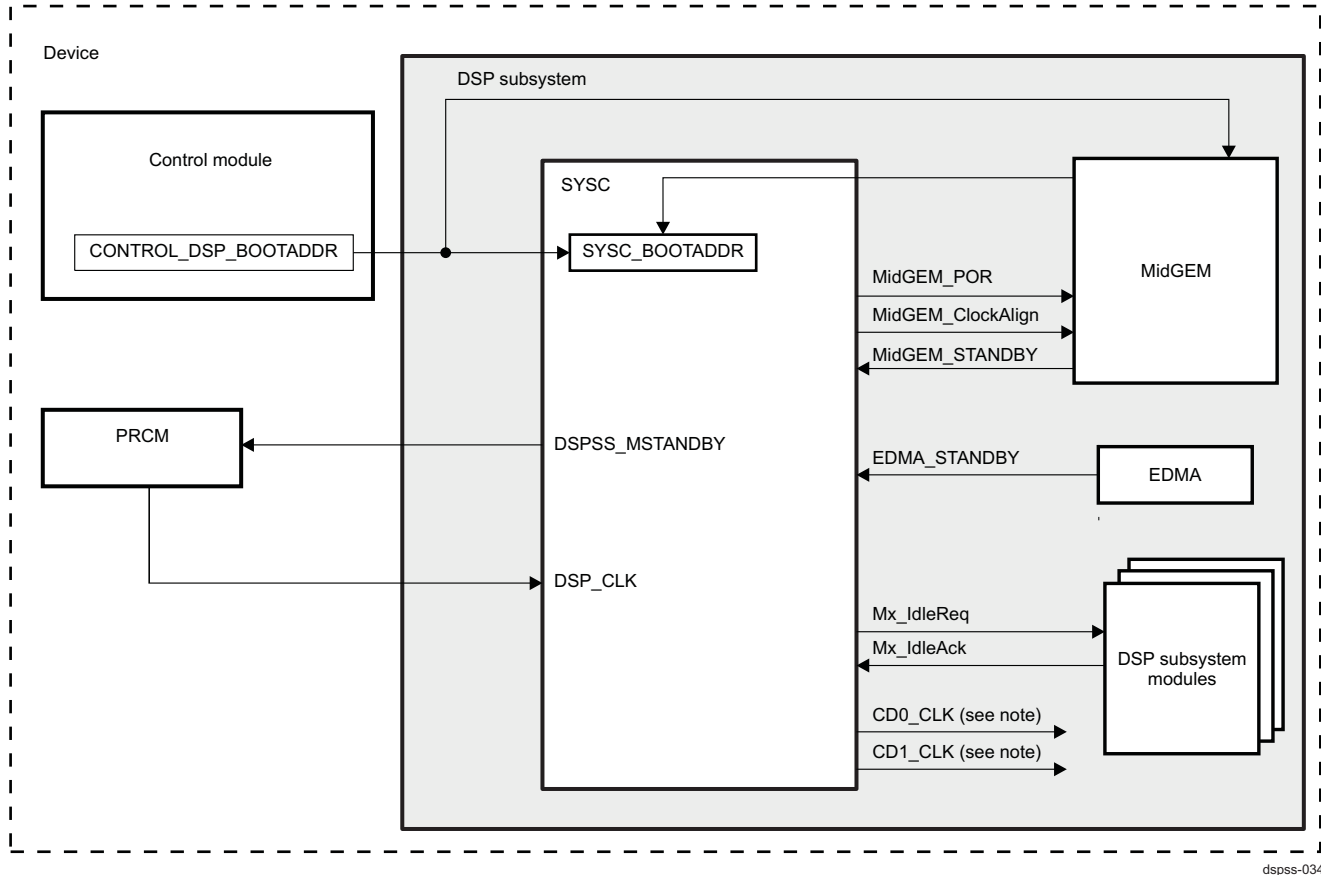 Device
DSP subsystem
Control module
SYSC
CONTROL_DSP_BOOTADDR
SYSC_BOOTADDR
MidGEM
MidGEM_POR
MidGEM_ClockAlign
MidGEM_STANDBY
PRCM
DSPSS_MSTANDBY
EDMA_STANDBY
EDMA
DSP_CLK
Mx_IdleReq
Mx_IdleAck
DSP subsystem
modules
CD0_CLK (see note)
CD1_CLK (see note)
dspss-034